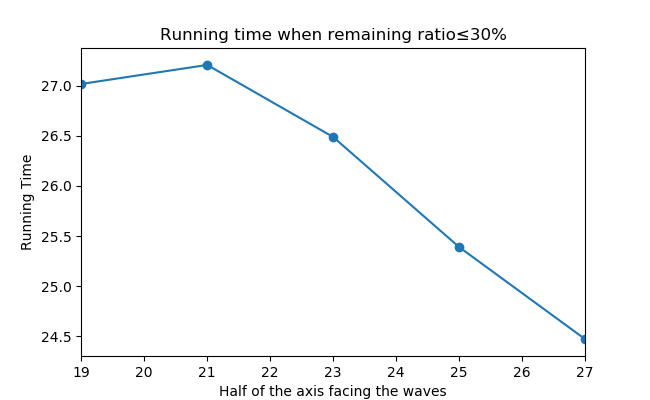 Running time when remaining ratio≤30%
27.0
26.5
26.0
25.5
25.0
24.5
Running Time
19 20 21 22 23 24 25 26 27
Half of the axis facing the waves